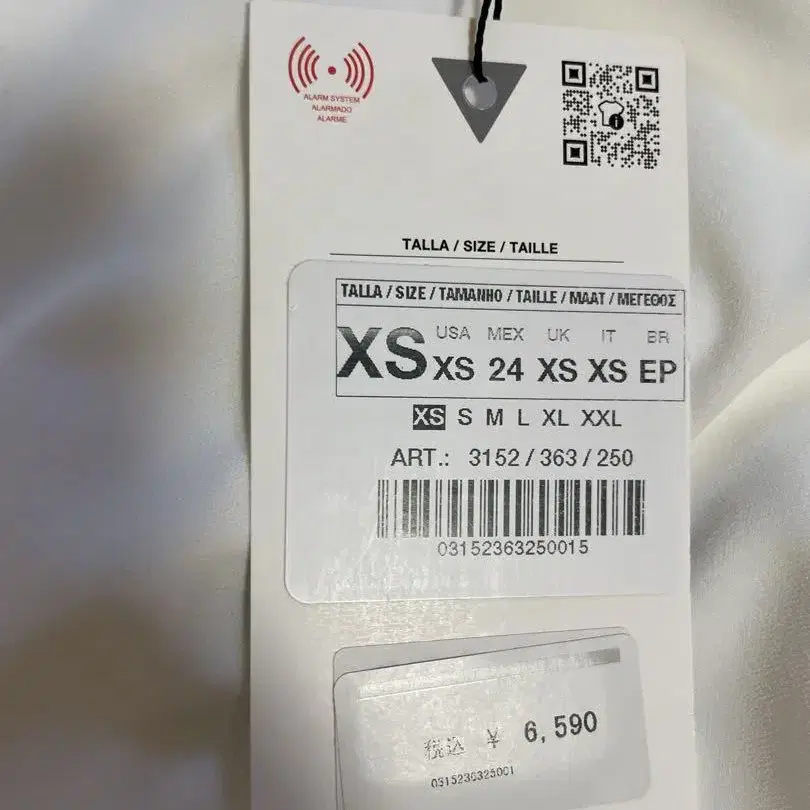 ALARM SYSTEM
ALARMADO
ALARME
TALLA / SIZE / TAILLE
TALLA / SIZE / TAMANHO / TAILLE / MAAT / ΜΕΓΕΘΟΣ
USA MEX UK IT BR
XS XS 24 XS XS EP
XS S M L XL XXL
ART.: 3152 / 363 / 250
03152363250015
税込 ¥ 6,590
0315236325001